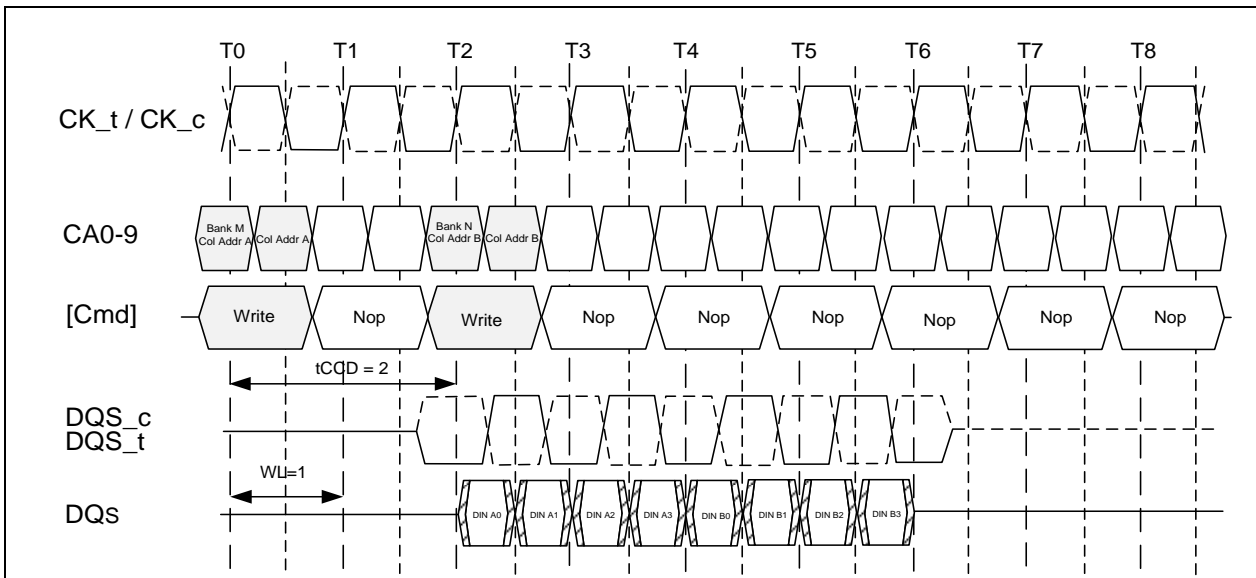 T0 T1 T2 T3 T4 T5 T6 T7 T8
CK_t / CK_c
CA0-9
Bank M
Col Addr A
Col Addr A
Bank N
Col Addr B
Col Addr B
[Cmd]
Write Nop Write Nop Nop Nop Nop Nop Nop
tCCD = 2
DQS_c
DQS_t
WL=1
DQs
DIN A0 DIN A1 DIN A2 DIN A3 DIN B0 DIN B1 DIN B2 DIN B3